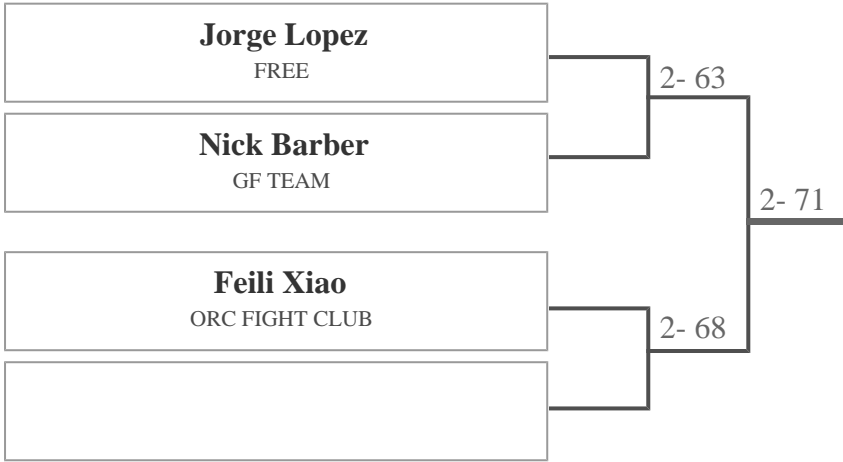 Jorge Lopez
FREE
2- 63
Nick Barber
GF TEAM
2- 71
Feili Xiao
ORC FIGHT CLUB
2- 68